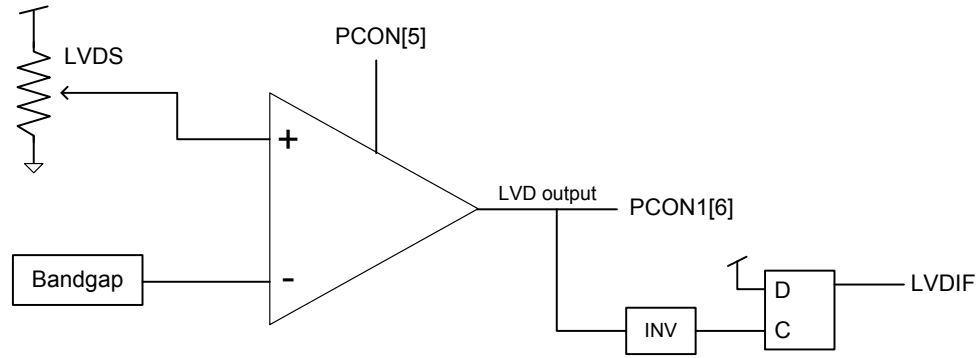 PCON[5]
LVDS
+
LVD output
PCON1[6]
Bandgap
-
D
LVDIF
INV
C